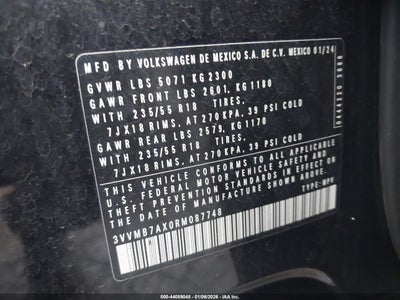 MFD BY VOLKSWAGEN DE MEXICO S.A. DE C.V. MEXICO 01/24
GVWR LBS 5071 KG2300
GAWR FRONT LBS 2601, KG 1180
WITH 235/55 R18 TIRES,
7JX18 RIMS, AT 270 KPA, 39 PSI COLD
GAWR REAR LBS 2579, KG 1170
WITH 235/55 R18 TIRES,
7JX18 RIMS, AT 270 KPA, 39 PSI COLD
THIS VEHICLE CONFORMS TO ALL APPLICABLE
U.S. FEDERAL MOTOR VEHICLE SAFETY AND
THEFT PREVENTION STANDARDS IN EFFECT ON
THE DATE OF MANUFACTURE SHOWN ABOVE.
3VVMB7AX0RM087748 TYPE: MPV
000-44089048 - 01/06/2026 - IAA Inc.